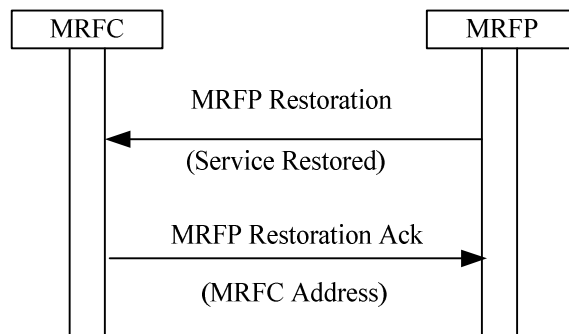 MRFC
MRFP
MRFP Restoration
(Service Restored)
MRFP Restoration Ack
(MRFC Address)